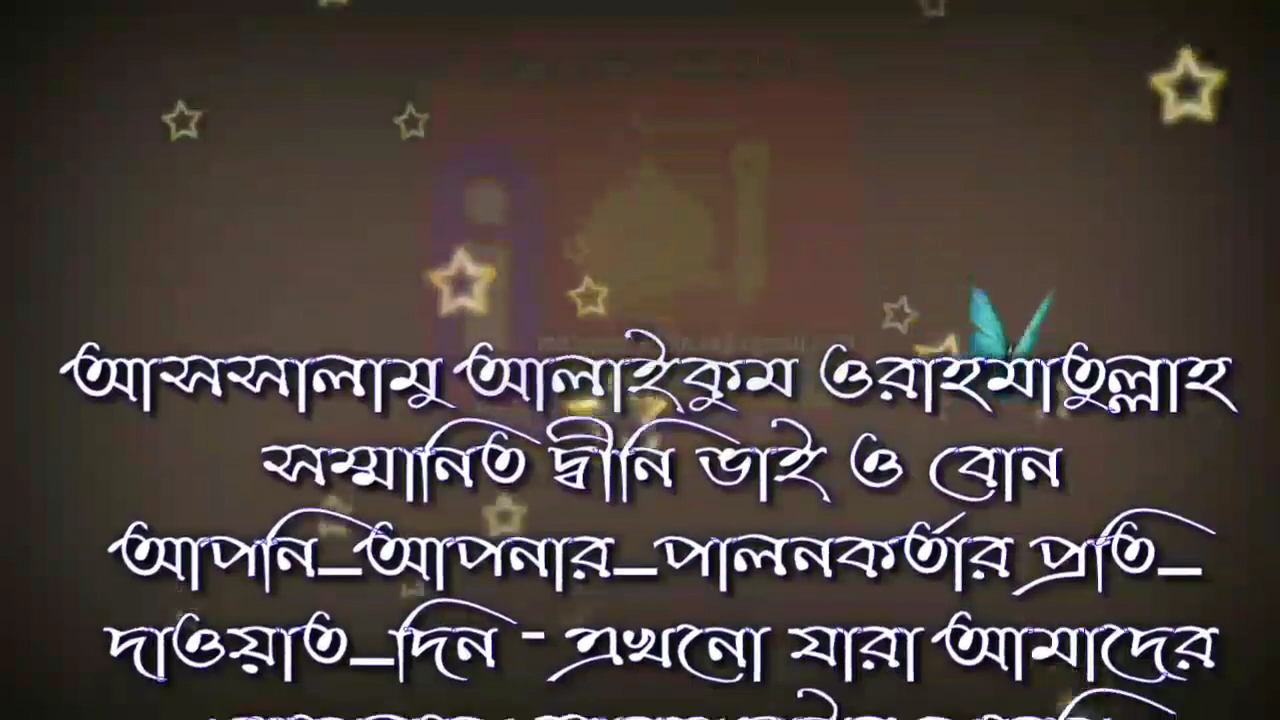 আসসালামু আলাইকুম ওরাহমাতুল্লাহ
সম্মানিত দ্বীনি ভাই ও বোন
আপনি_আপনার_পালনকর্তার প্রতি_
দাওয়াত_দিন - এখনো যারা আমাদের